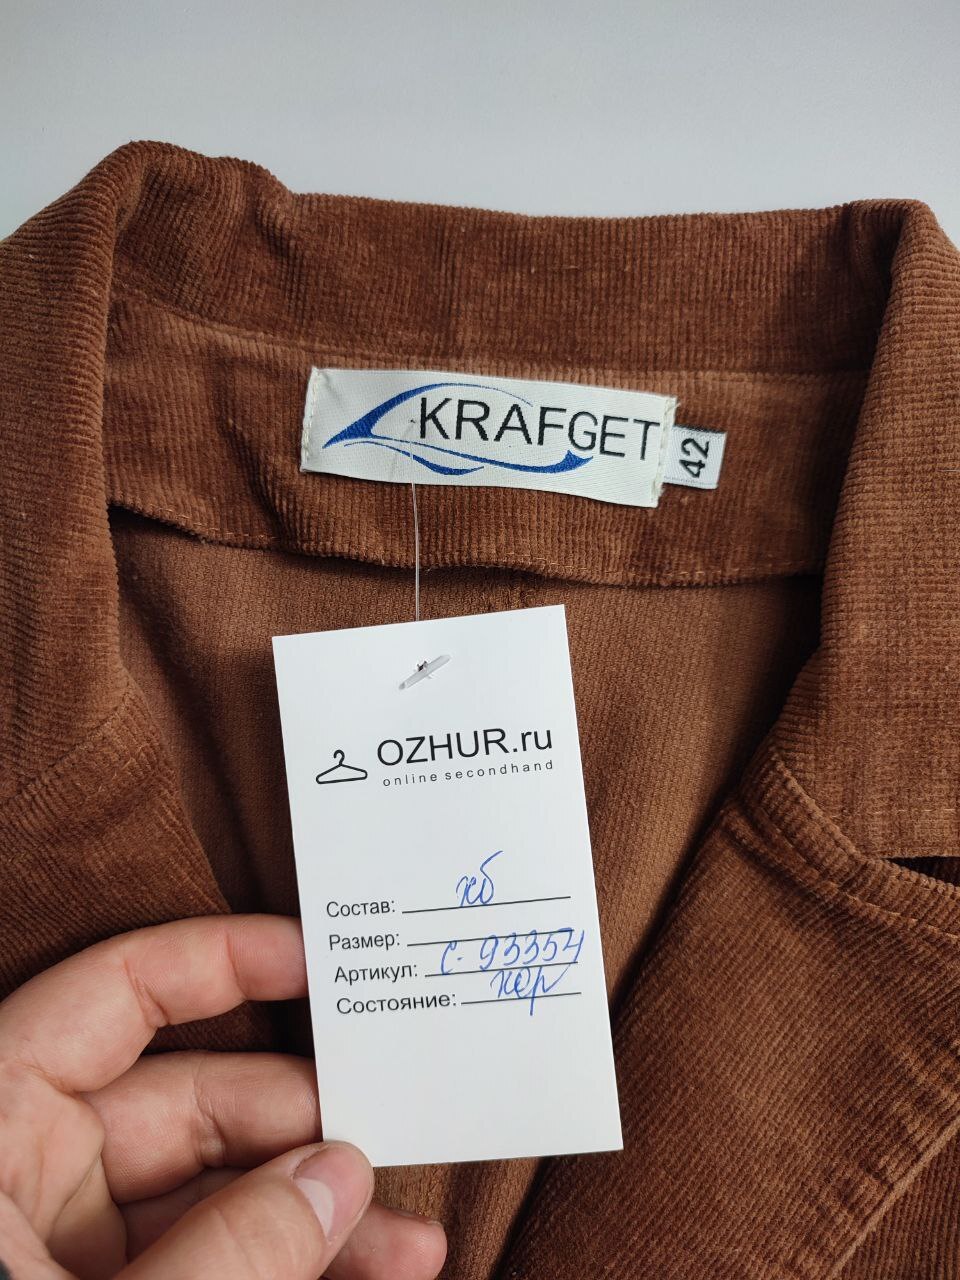 KRAFGET
42
OZHUR.ru
online secondhand
Состав: хб
Размер:
Артикул: С-93354
Состояние: хор